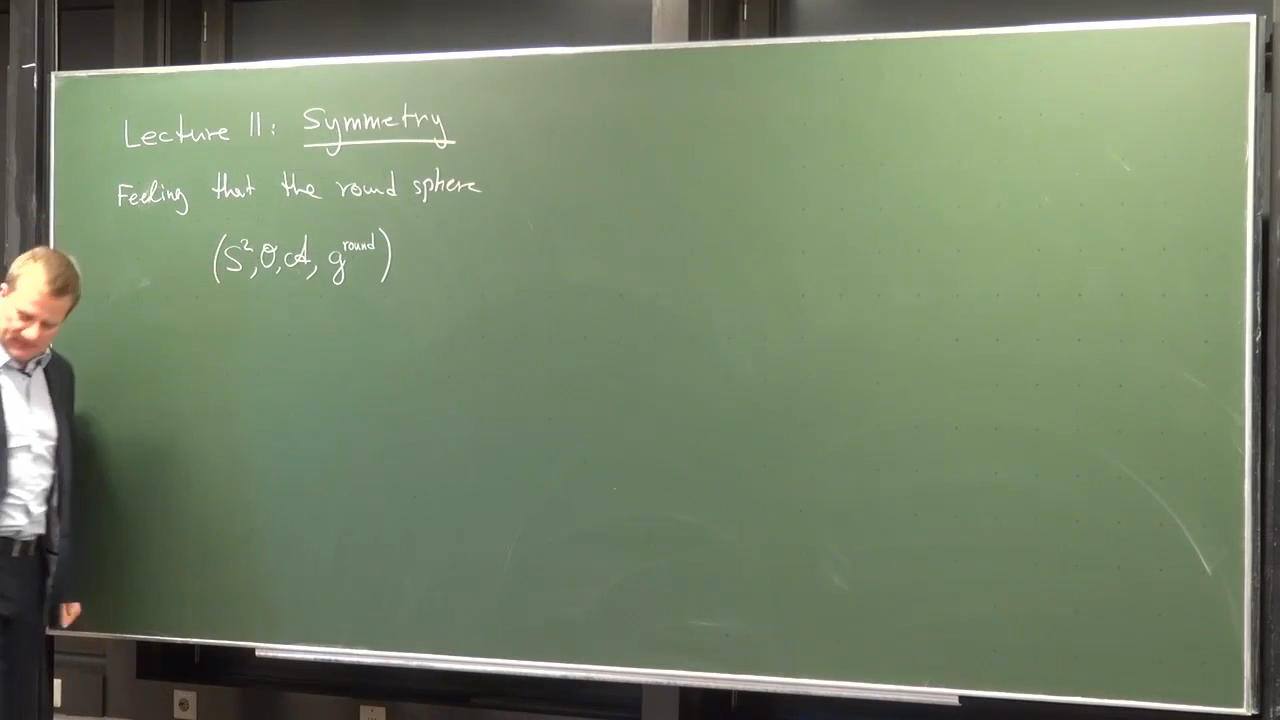 Lecture 11: Symmetry
Feeling that the round sphere
(S², O, A, g^round)